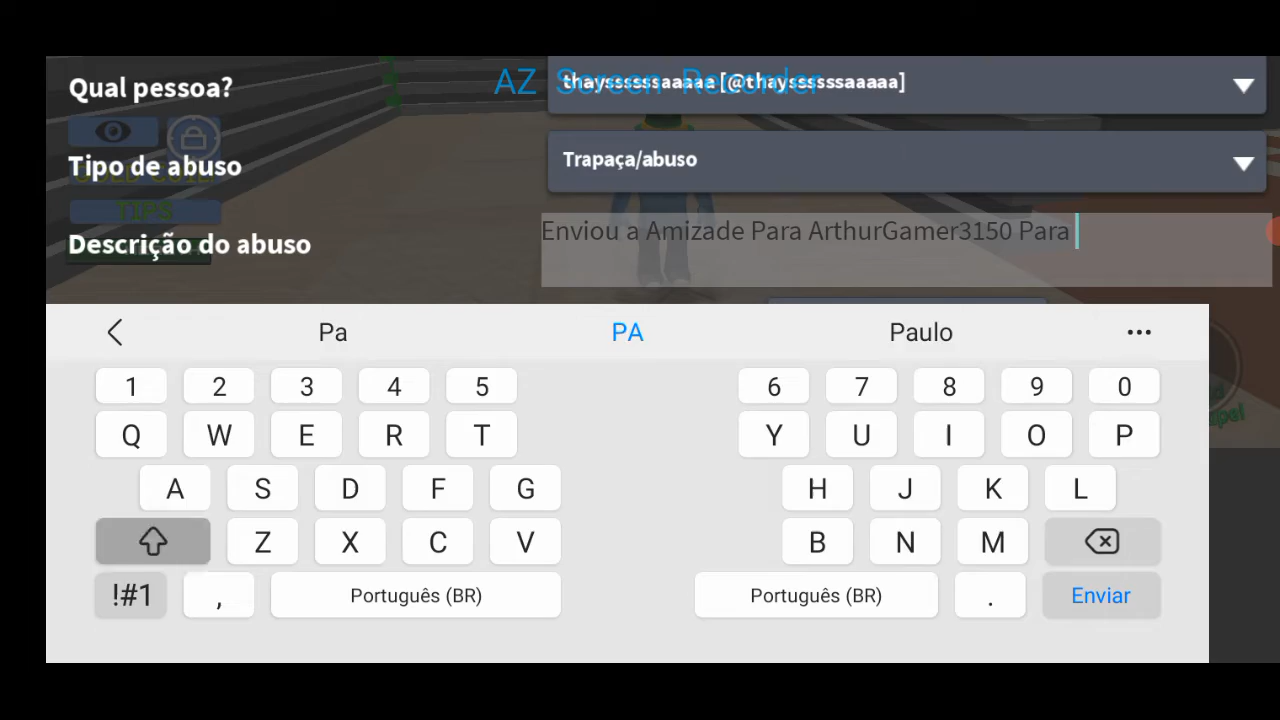 AZ Screen Recorder
Qual pessoa?
thayssssssaaaaa [@thayssssssaaaaa]
Tipo de abuso
Trapaça/abuso
TIPS
Descrição do abuso
Enviou a Amizade Para ArthurGamer3150 Para
Pa PA Paulo
1 2 3 4 5 6 7 8 9 0
Q W E R T Y U I O P
A S D F G H J K L
Z X C V B N M
!#1 , Português (BR) Português (BR) . Enviar